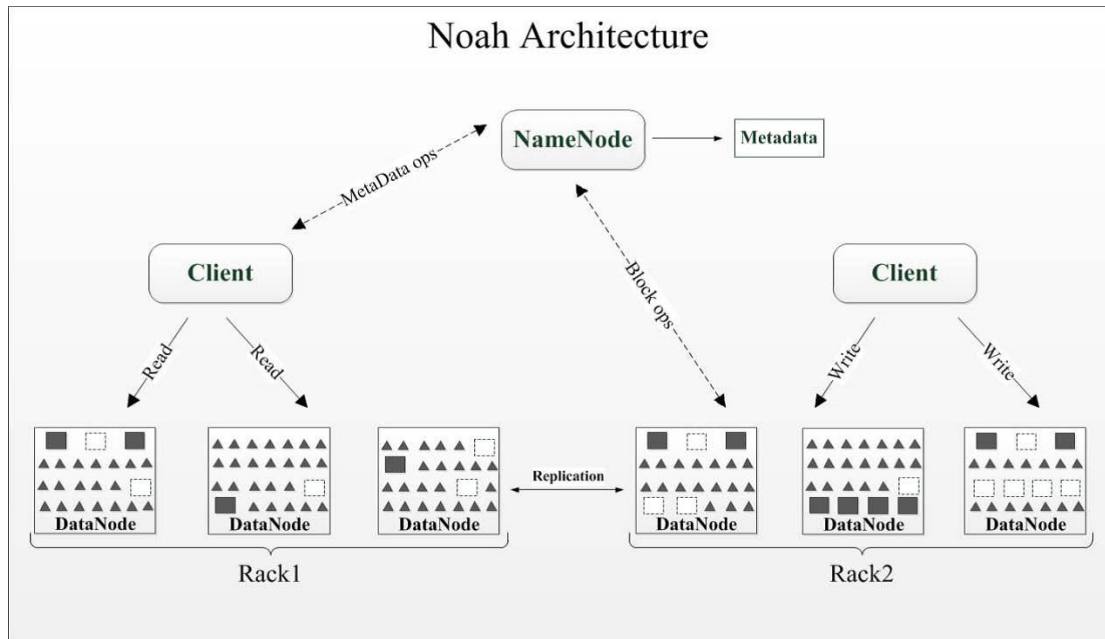 Noah Architecture
NameNode
Metadata
MetaData ops
Client
Block ops
Client
Read
Read
Write
Write
Replication
DataNode
DataNode
DataNode
DataNode
DataNode
DataNode
Rack1
Rack2